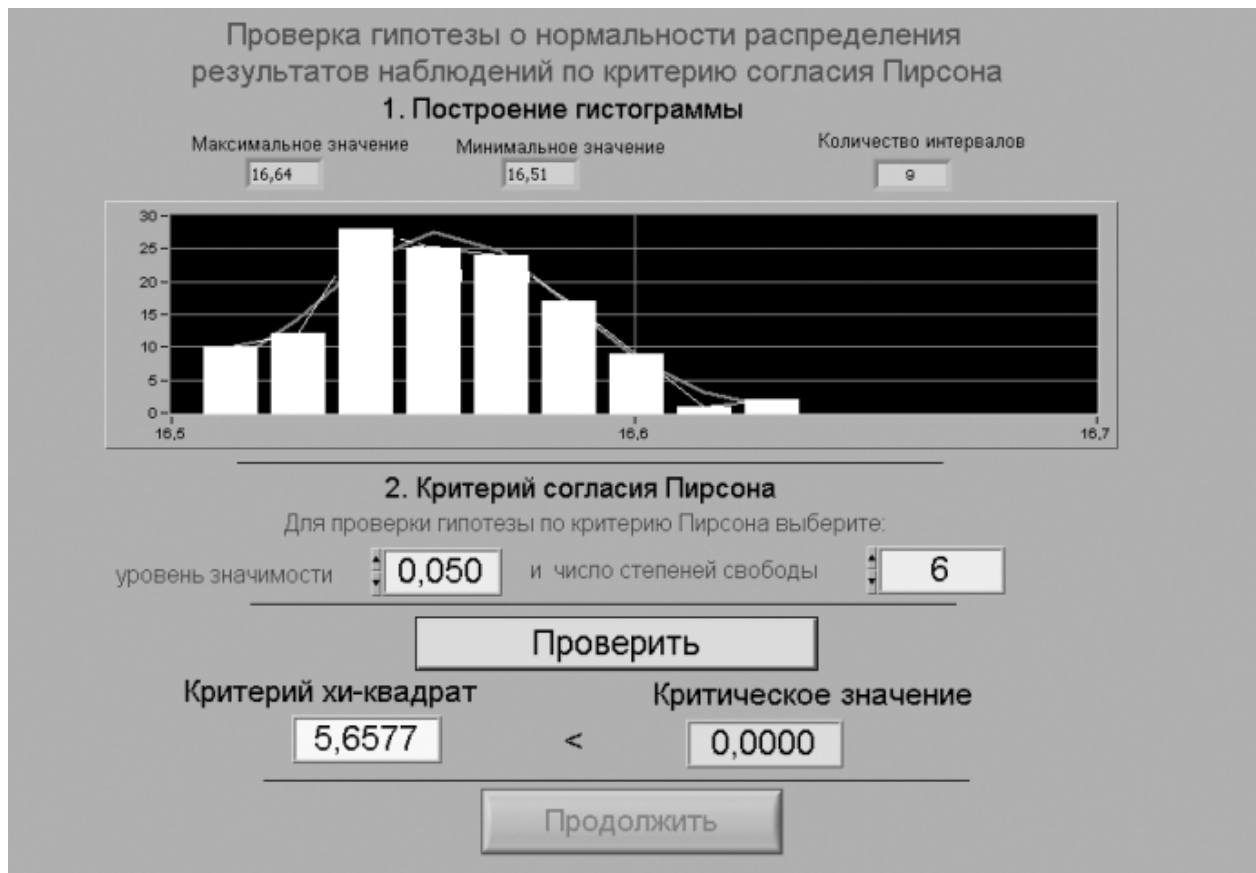 Проверка гипотезы о нормальности распределения
результатов наблюдений по критерию согласия Пирсона
1. Построение гистограммы
Максимальное значение
16,64
Минимальное значение
16,51
Количество интервалов
9
30
25
20
15
10
5
0
16,5
16,6
16,7
2. Критерий согласия Пирсона
Для проверки гипотезы по критерию Пирсона выберите:
уровень значимости 0,050 и число степеней свободы 6
Проверить
Критерий хи-квадрат
Критическое значение
5,6577 < 0,0000
Продолжить